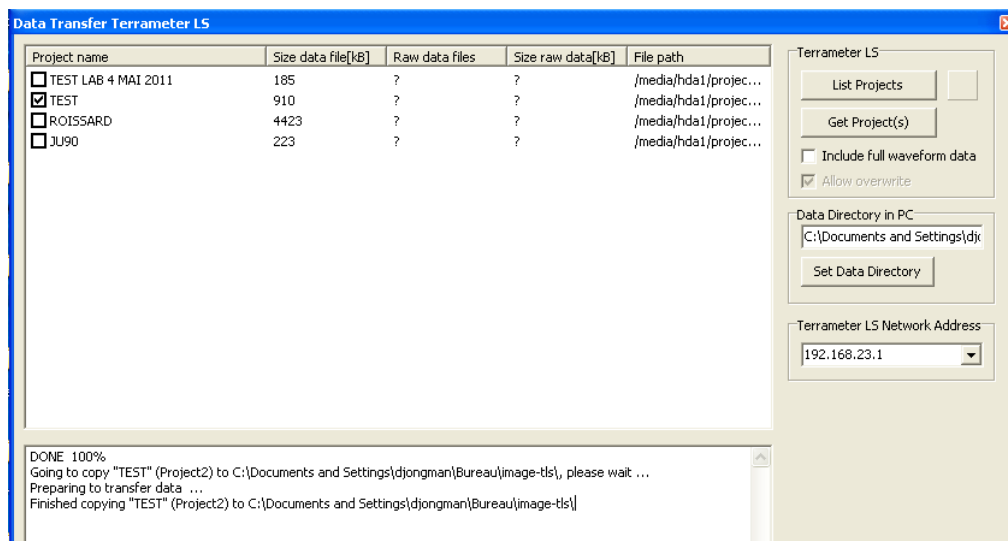 Data Transfer Terrameter LS
Project name Size data file[kB] Raw data files Size raw data[kB] File path
TEST LAB 4 MAI 2011 185 ? ? /media/hda1/projec...
TEST 910 ? ? /media/hda1/projec...
ROISSARD 4423 ? ? /media/hda1/projec...
JU90 223 ? ? /media/hda1/projec...
Terrameter LS
List Projects
Get Project(s)
Include full waveform data
Allow overwrite
Data Directory in PC
C:\Documents and Settings\djo
Set Data Directory
Terrameter LS Network Address
192.168.23.1
DONE 100%
Going to copy "TEST" (Project2) to C:\Documents and Settings\djongman\Bureau\image-tls\, please wait ...
Preparing to transfer data ...
Finished copying "TEST" (Project2) to C:\Documents and Settings\djongman\Bureau\image-tls\